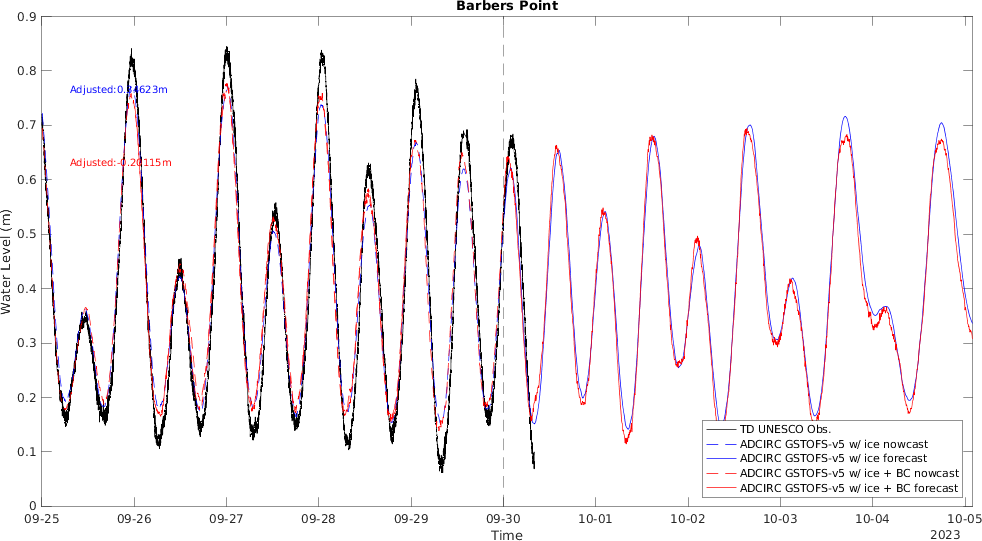 Barbers Point
0.9
0.8
0.7
0.6
0.5
0.4
0.3
0.2
0.1
0
Water Level (m)
Adjusted:-0.20115m
09-25
09-26
09-27
09-28
09-29
09-30
10-01
10-02
10-03
10-04
10-05
Time
2023
TD UNESCO Obs.
ADCIRC GSTOFS-v5 w/ ice nowcast
ADCIRC GSTOFS-v5 w/ ice forecast
ADCIRC GSTOFS-v5 w/ ice + BC nowcast
ADCIRC GSTOFS-v5 w/ ice + BC forecast